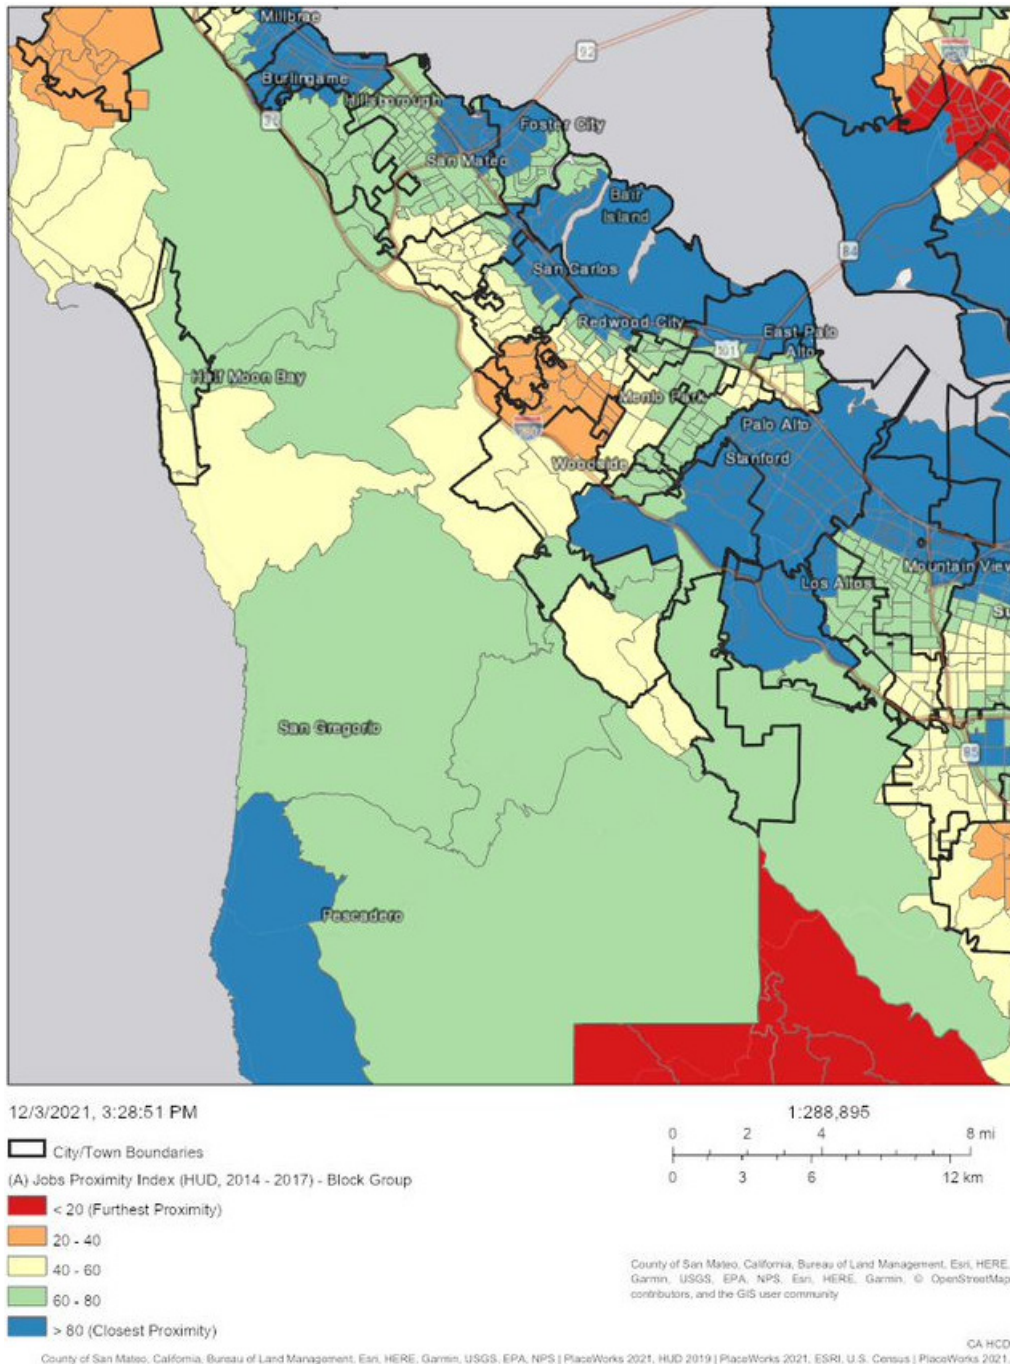 Millbrae
92
280
Burlingame
Hillsborough
Foster City
San Mateo
Bair
Island
84
San Carlos
Redwood City
East Palo
Alto
101
Half Moon Bay
Menlo Park
Palo Alto
280
Stanford
Woodside
Mountain View
Los Altos
San Gregorio
85
Pescadero
12/3/2021, 3:28:51 PM
1:288,895
0 2 4 8 mi
0 3 6 12 km
City/Town Boundaries
(A) Jobs Proximity Index (HUD, 2014 - 2017) - Block Group
< 20 (Furthest Proximity)
20 - 40
40 - 60
60 - 80
> 80 (Closest Proximity)
County of San Mateo, California, Bureau of Land Management, Esri, HERE,
Garmin, USGS, EPA, NPS, Esri, HERE, Garmin, © OpenStreetMap
contributors, and the GIS user community
CA HCD
County of San Mateo, California, Bureau of Land Management, Esri, HERE, Garmin, USGS, EPA, NPS | PlaceWorks 2021, HUD 2019 | PlaceWorks 2021, ESRI, U.S. Census | PlaceWorks 2021,